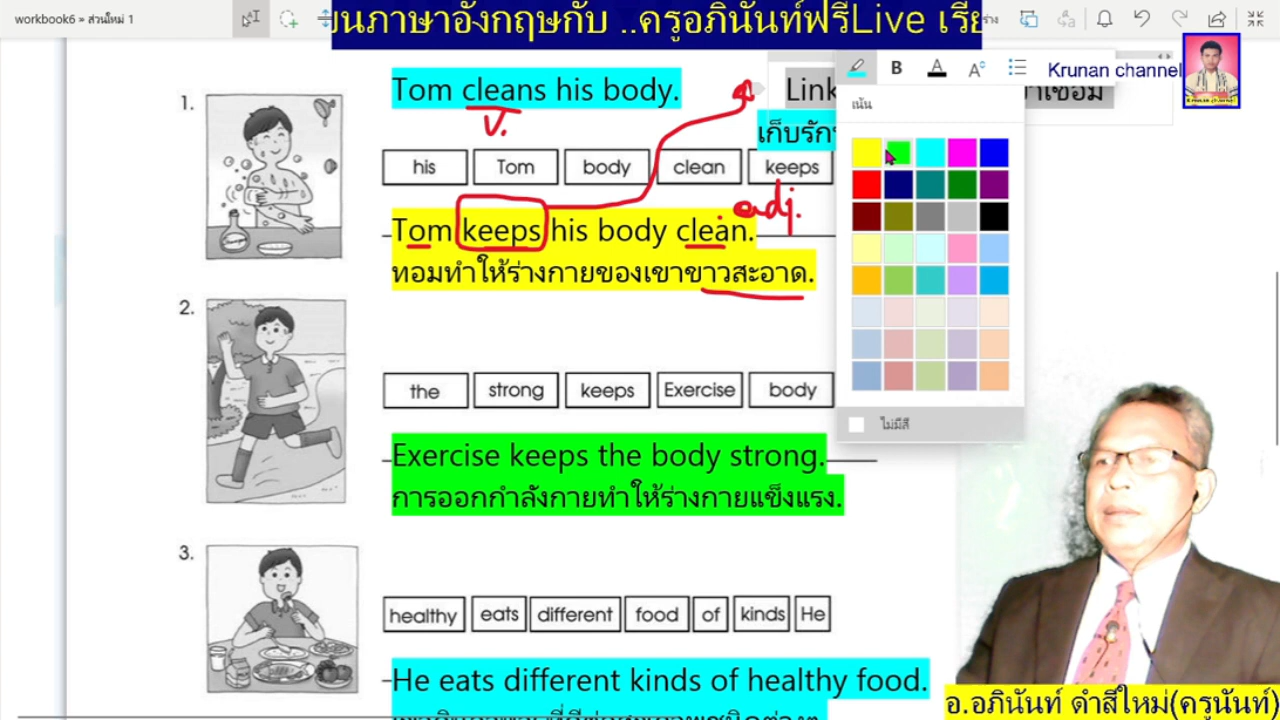 workbook6 » ส่วนใหม่ 1
ยนภาษาอังกฤษกับ ..ครูอภินันท์ฟรีLive เรีย
B A A
Krunan channel
Tom cleans his body.
v.
Link
เชื่อม
เน้น
เก็บรัก
1.
his Tom body clean keeps
adj.
Tom keeps his body clean.
ทอมทำให้ร่างกายของเขาขาวสะอาด.
2.
the strong keeps Exercise body
ไม่มีสี
Exercise keeps the body strong.
การออกกำลังกายทำให้ร่างกายแข็งแรง.
3.
healthy eats different food of kinds He
He eats different kinds of healthy food.
อ.อภินันท์ ดำสีใหม่(ครูนันท์)